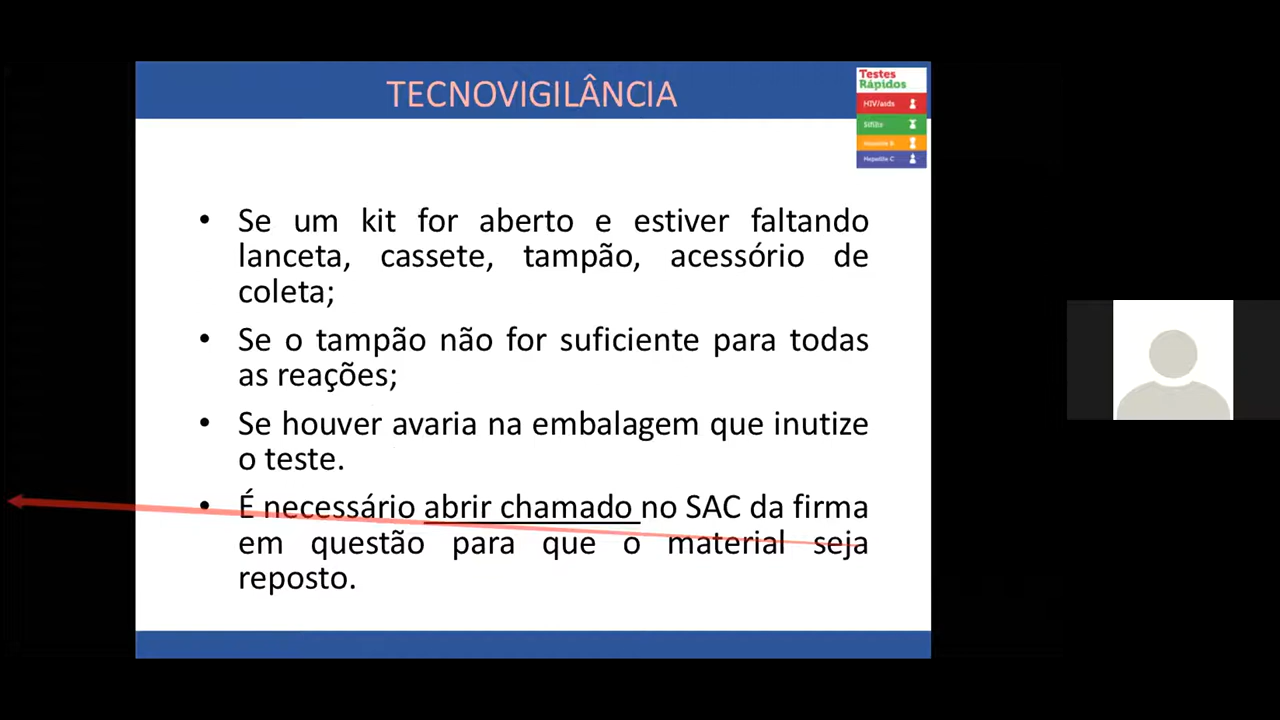 TECNOVIGILÂNCIA
Testes
Rápidos
HIV/aids
Sífilis
Hepatite B
Hepatite C
• Se um kit for aberto e estiver faltando
lanceta, cassete, tampão, acessório de
coleta;
• Se o tampão não for suficiente para todas
as reações;
• Se houver avaria na embalagem que inutize
o teste.
• É necessário abrir chamado no SAC da firma
em questão para que o material seja
reposto.